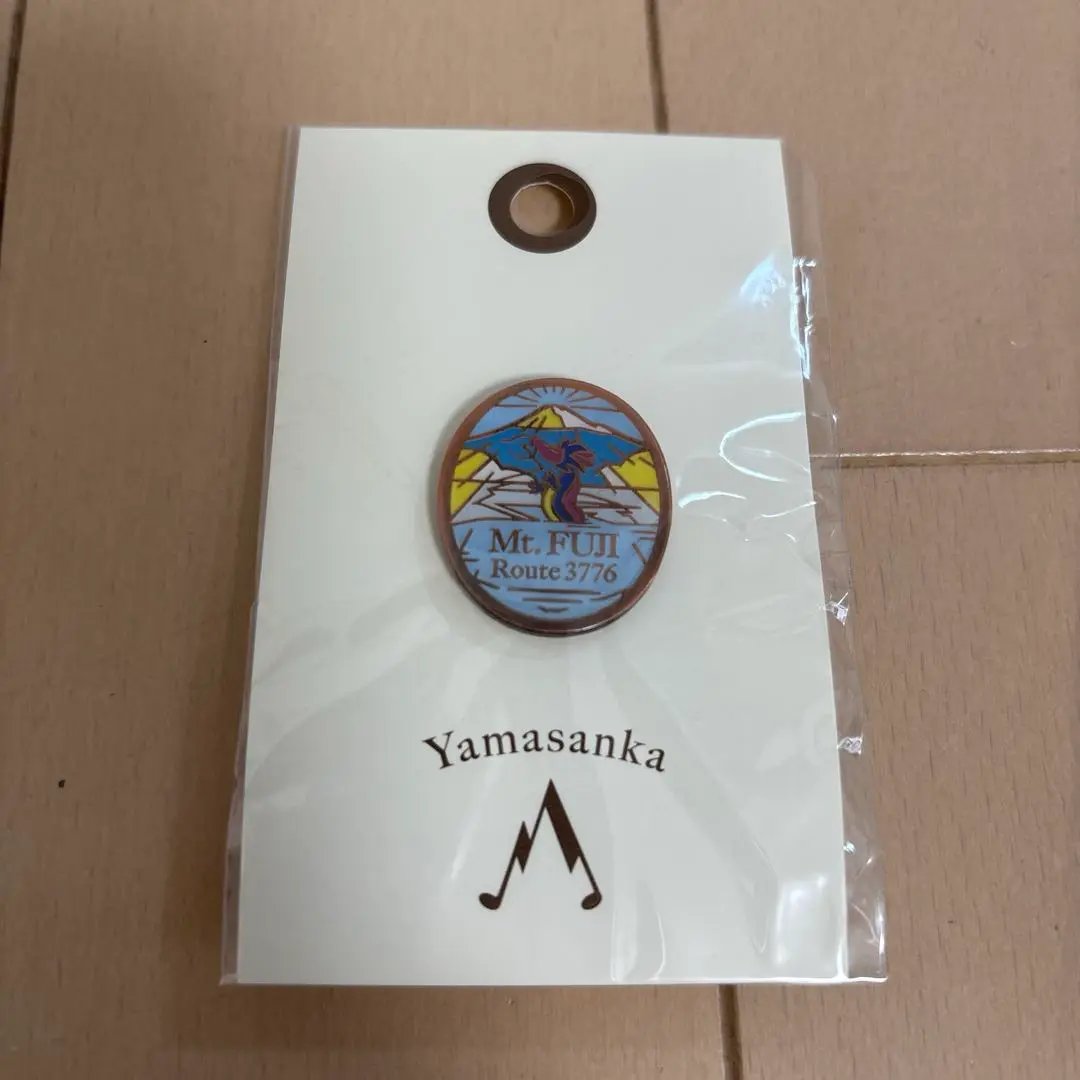 Mt. FUJI
Route 3776
Yamasanka